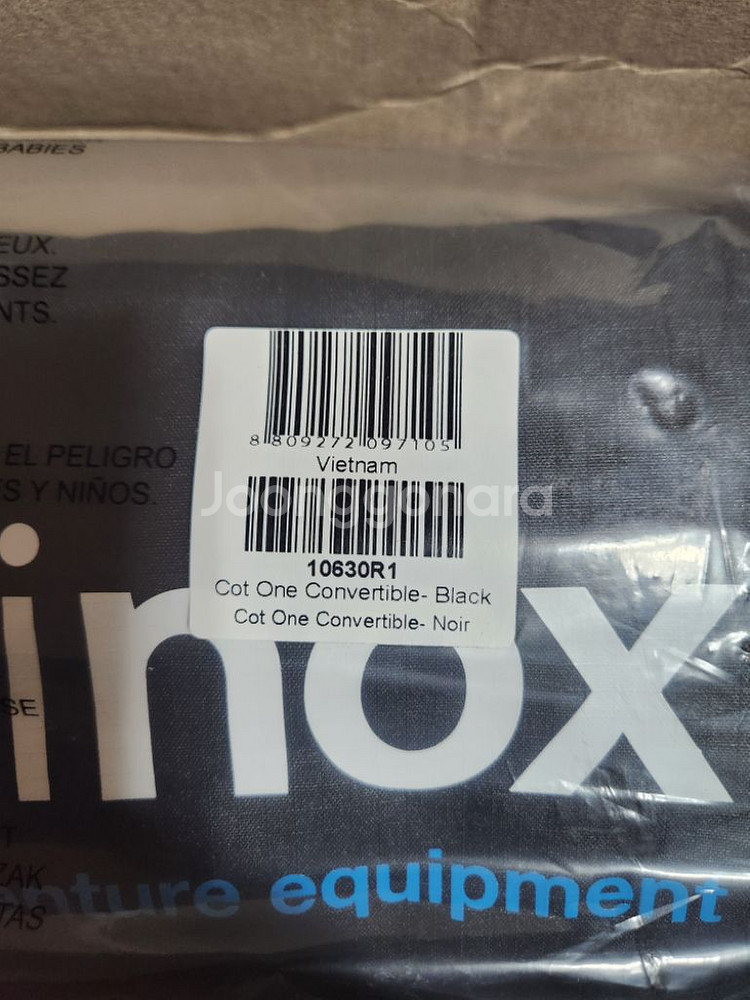 BABIES
EUX.
SSEZ
NTS.
8 809272 097105
Vietnam
EL PELIGRO
ES Y NIÑOS.
Joonggonara
10630R1
Cot One Convertible- Black
Cot One Convertible- Noir
inox
SE
T
ZAK
nture equipment
TAS